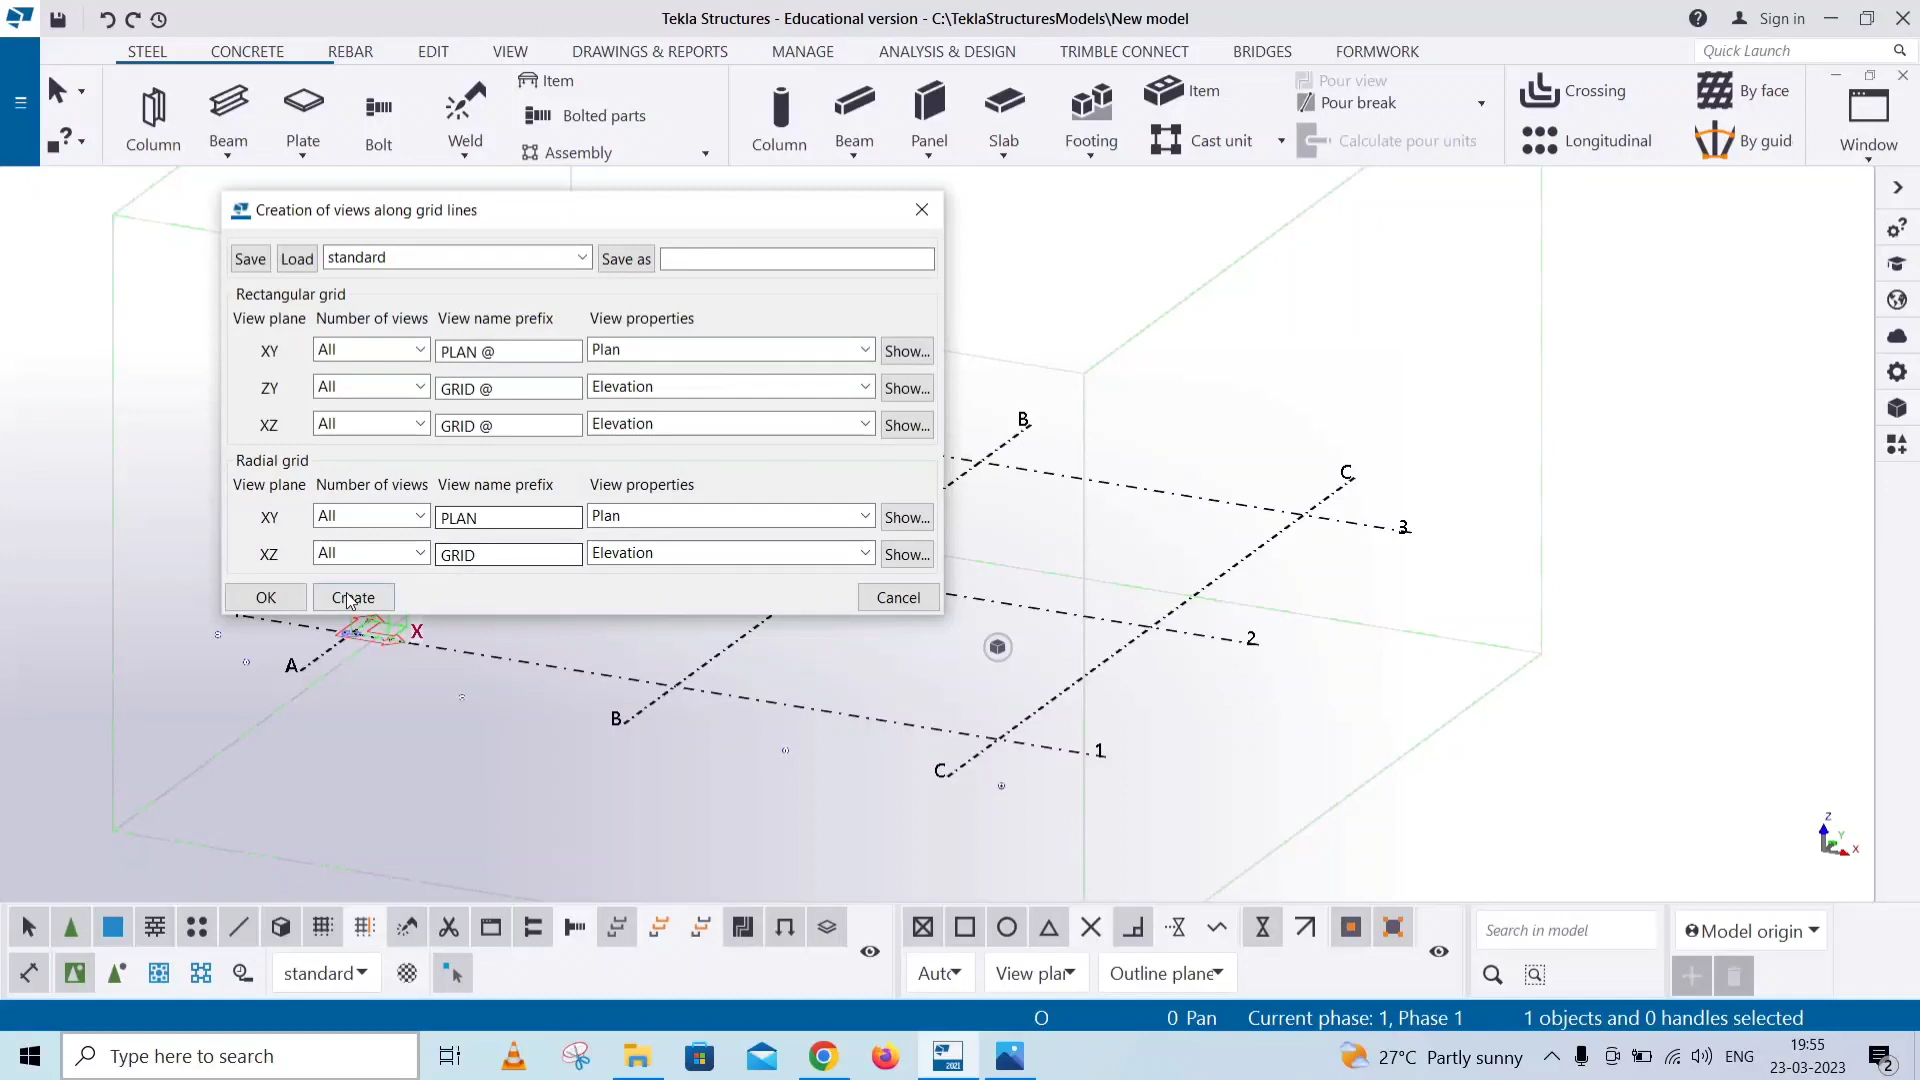 Tekla Structures - Educational version - C:\TeklaStructuresModels\New model
Sign in
STEEL CONCRETE REBAR EDIT VIEW DRAWINGS & REPORTS MANAGE ANALYSIS & DESIGN TRIMBLE CONNECT BRIDGES FORMWORK Quick Launch
Item
Pour view
Item
Crossing By face
Pour break
Bolted parts
Column Beam Plate Bolt Weld Column Beam Panel Slab Footing Cast unit Calculate pour units Longitudinal By guid Window
Assembly
Creation of views along grid lines
Save Load standard Save as
Rectangular grid
View plane Number of views View name prefix View properties
XY All PLAN @ Plan Show...
ZY All GRID @ Elevation Show...
XZ All GRID @ Elevation Show...
Radial grid
View plane Number of views View name prefix View properties
XY All PLAN Plan Show...
XZ All GRID Elevation Show...
OK Create Cancel
B
C
3
X
2
A
B
1
C
Z
Y
X
Search in model
Model origin
standard
Auto
View plar
Outline plane
O 0 Pan Current phase: 1, Phase 1 1 objects and 0 handles selected
Type here to search
2021
27°C Partly sunny
ENG
19:55
23-03-2023
2